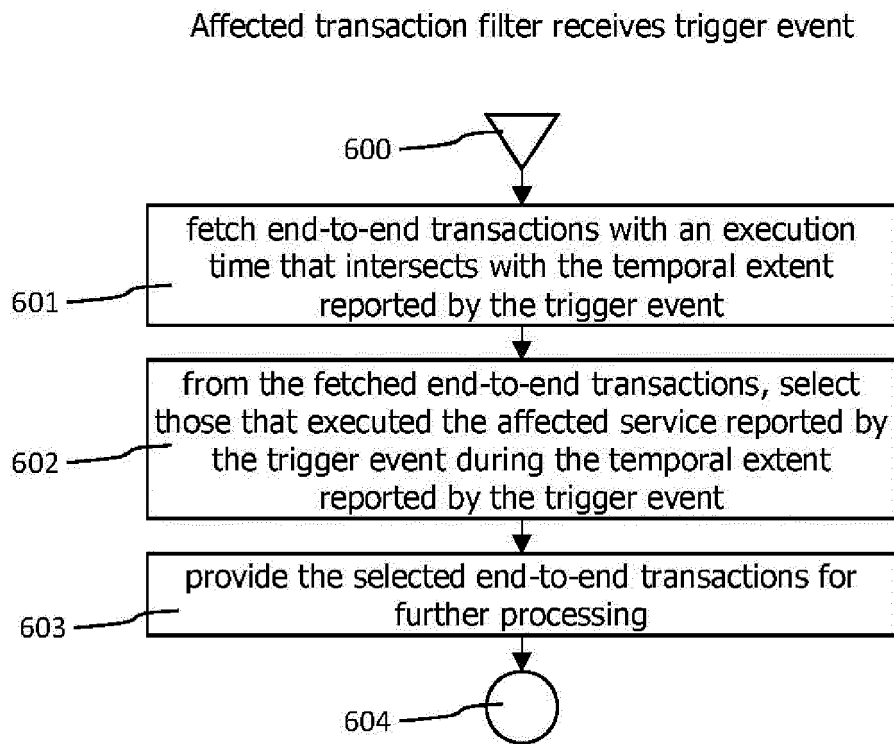 Affected transaction filter receives trigger event
600
fetch end-to-end transactions with an execution
time that intersects with the temporal extent
reported by the trigger event
601
from the fetched end-to-end transactions, select
those that executed the affected service reported by
the trigger event during the temporal extent
reported by the trigger event
602
provide the selected end-to-end transactions for
further processing
603
604